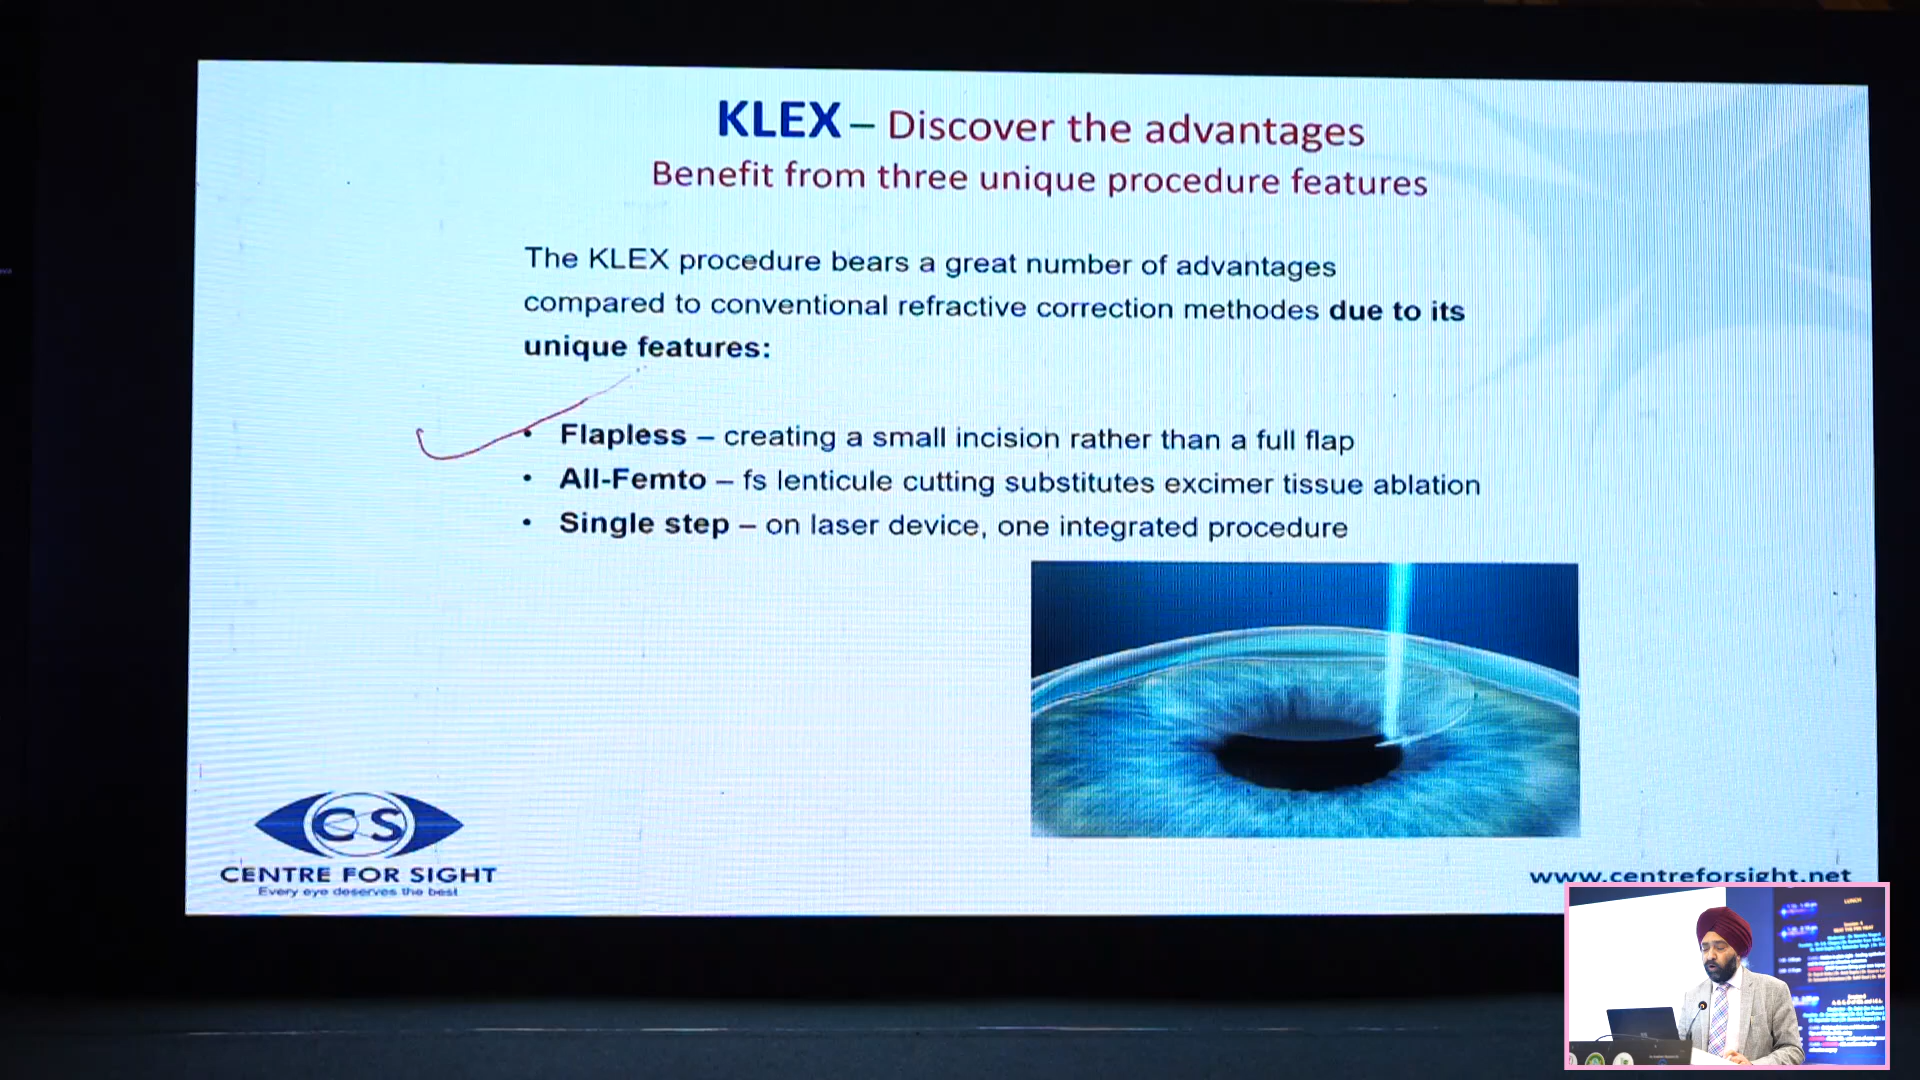 KLEX – Discover the advantages
Benefit from three unique procedure features
The KLEX procedure bears a great number of advantages
compared to conventional refractive correction methodes due to its
unique features:
• Flapless – creating a small incision rather than a full flap
• All-Femto – fs lenticule cutting substitutes excimer tissue ablation
• Single step – on laser device, one integrated procedure
CS
CENTRE FOR SIGHT
Every eye deserves the best
www.centreforsight.net
LUNCH